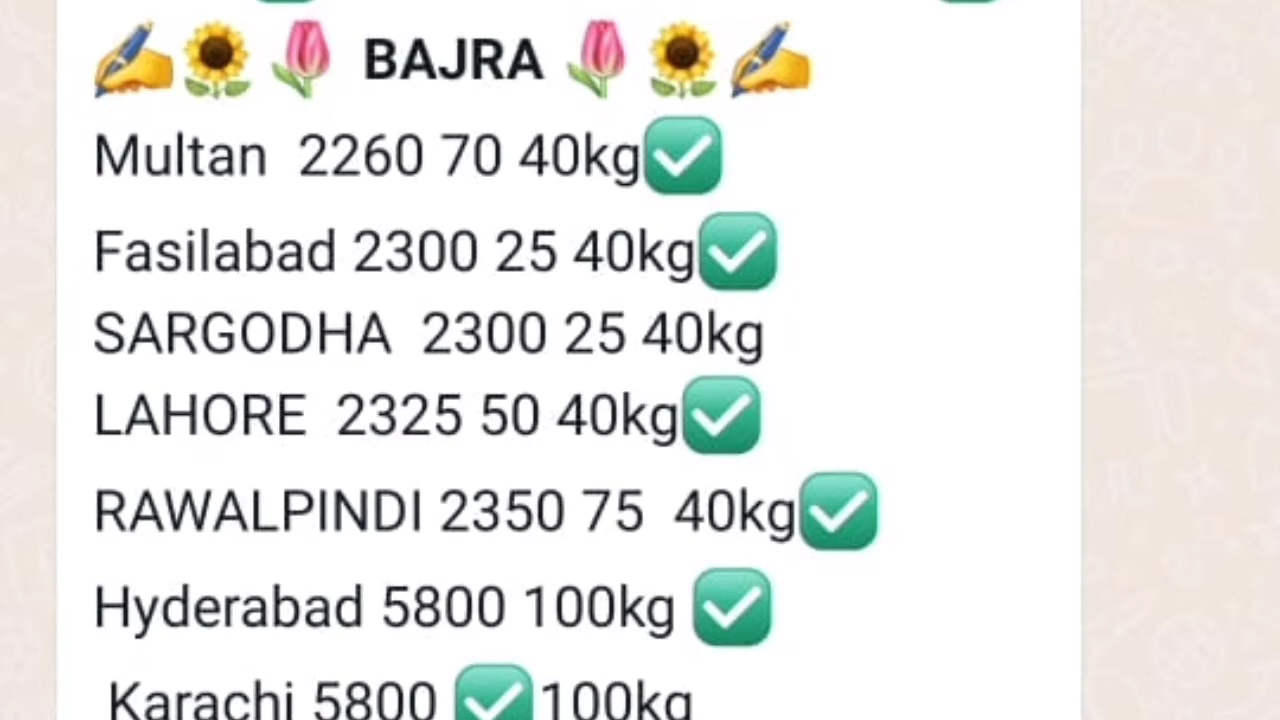 ✍️🌻🌷 BAJRA 🌷🌻✍️
Multan 2260 70 40kg✅
Fasilabad 2300 25 40kg✅
SARGODHA 2300 25 40kg
LAHORE 2325 50 40kg✅
RAWALPINDI 2350 75 40kg✅
Hyderabad 5800 100kg ✅
Karachi 5800 ✅100kg